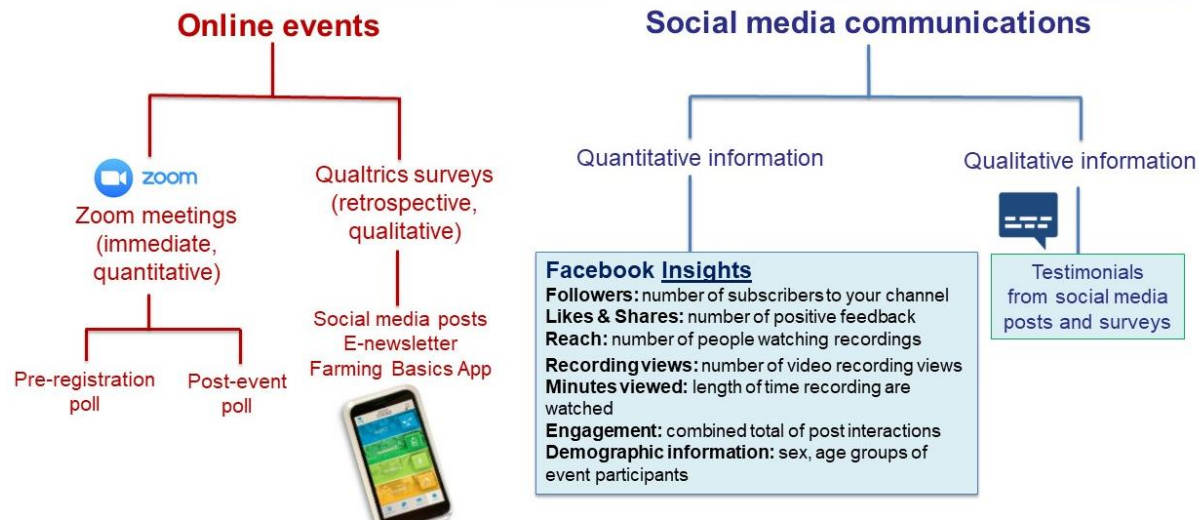 Online events
Social media communications
zoom
Zoom meetings
(immediate,
quantitative)
Pre-registration
poll
Post-event
poll
Qualtrics surveys
(retrospective,
qualitative)
Social media posts
E-newsletter
Farming Basics App
Quantitative information
Facebook Insights
Followers: number of subscribers to your channel
Likes & Shares: number of positive feedback
Reach: number of people watching recordings
Recording views: number of video recording views
Minutes viewed: length of time recording are
watched
Engagement: combined total of post interactions
Demographic information: sex, age groups of
event participants
Qualitative information
Testimonials
from social media
posts and surveys